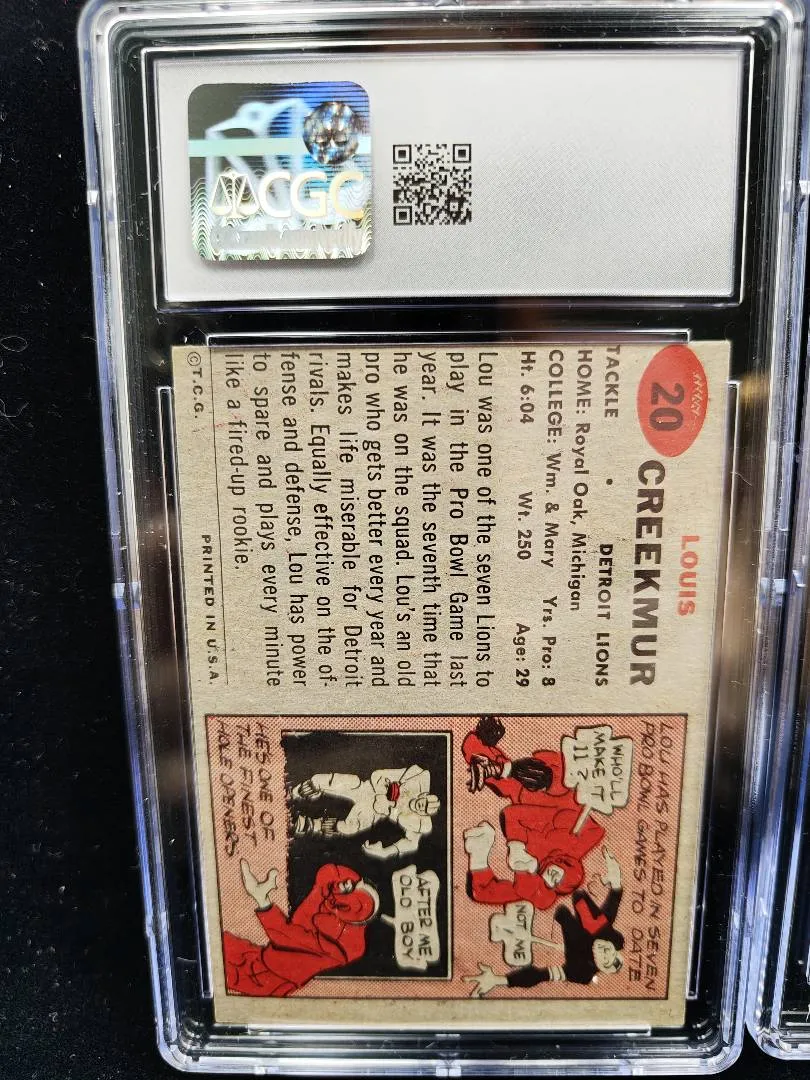 CGC
20
LOUIS
CREEKMUR
TACKLE • DETROIT LIONS
HOME: Royal Oak, Michigan
COLLEGE: Wm. & Mary Yrs. Pro: 8
Ht. 6:04 Wt. 250 Age: 29
Lou was one of the seven Lions to
play in the Pro Bowl Game last
year. It was the seventh time that
he was on the squad. Lou's an old
pro who gets better every year and
makes life miserable for Detroit
rivals. Equally effective on the of-
fense and defense, Lou has power
to spare and plays every minute
like a fired-up rookie.
©T.C.G. PRINTED IN U.S.A.
LOU HAS PLAYED IN SEVEN
PRO BOWL GAMES TO DATE.
WHO'LL
MAKE IT
11?
NOT ME
AFTER ME,
OLD BOY.
HE'S ONE OF
THE FINEST
HOLE OPENERS